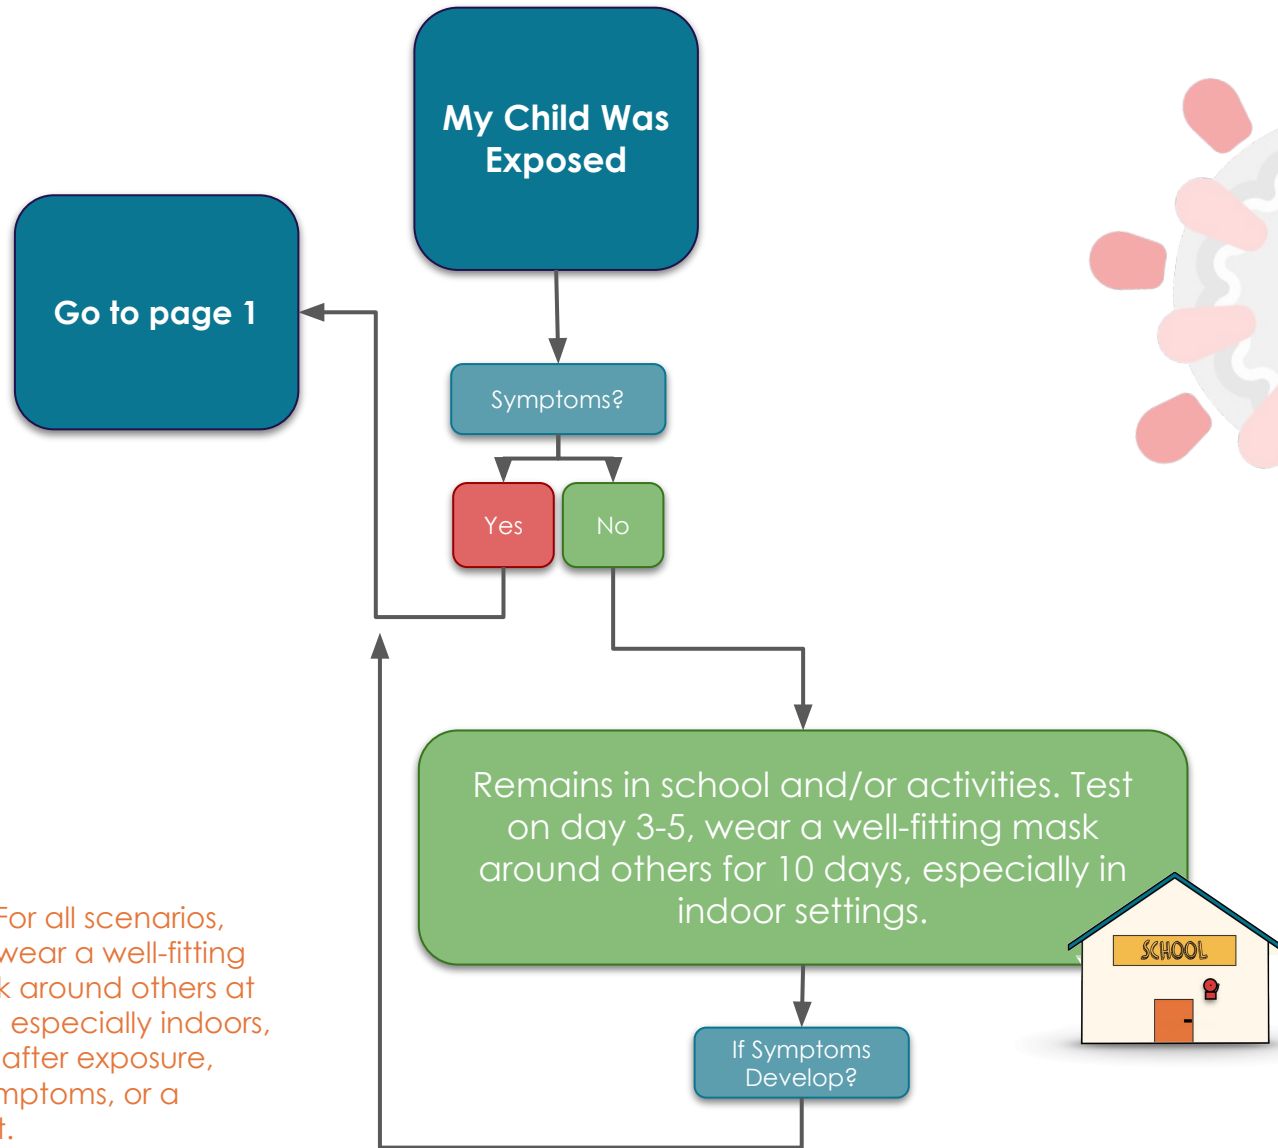 My Child Was
Exposed
Go to page 1
Symptoms?
Yes
No
Remains in school and/or activities. Test
on day 3-5, wear a well-fitting mask
around others for 10 days, especially in
indoor settings.
SCHOOL
If Symptoms
Develop?
For all scenarios,
wear a well-fitting
around others at
especially indoors,
after exposure,
or a